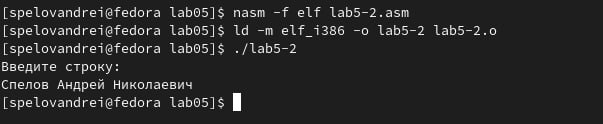 [spelovandrei@fedora lab05]$ nasm -f elf lab5-2.asm
[spelovandrei@fedora lab05]$ ld -m elf_i386 -o lab5-2 lab5-2.o
[spelovandrei@fedora lab05]$ ./lab5-2
Введите строку:
Спелов Андрей Николаевич
[spelovandrei@fedora lab05]$